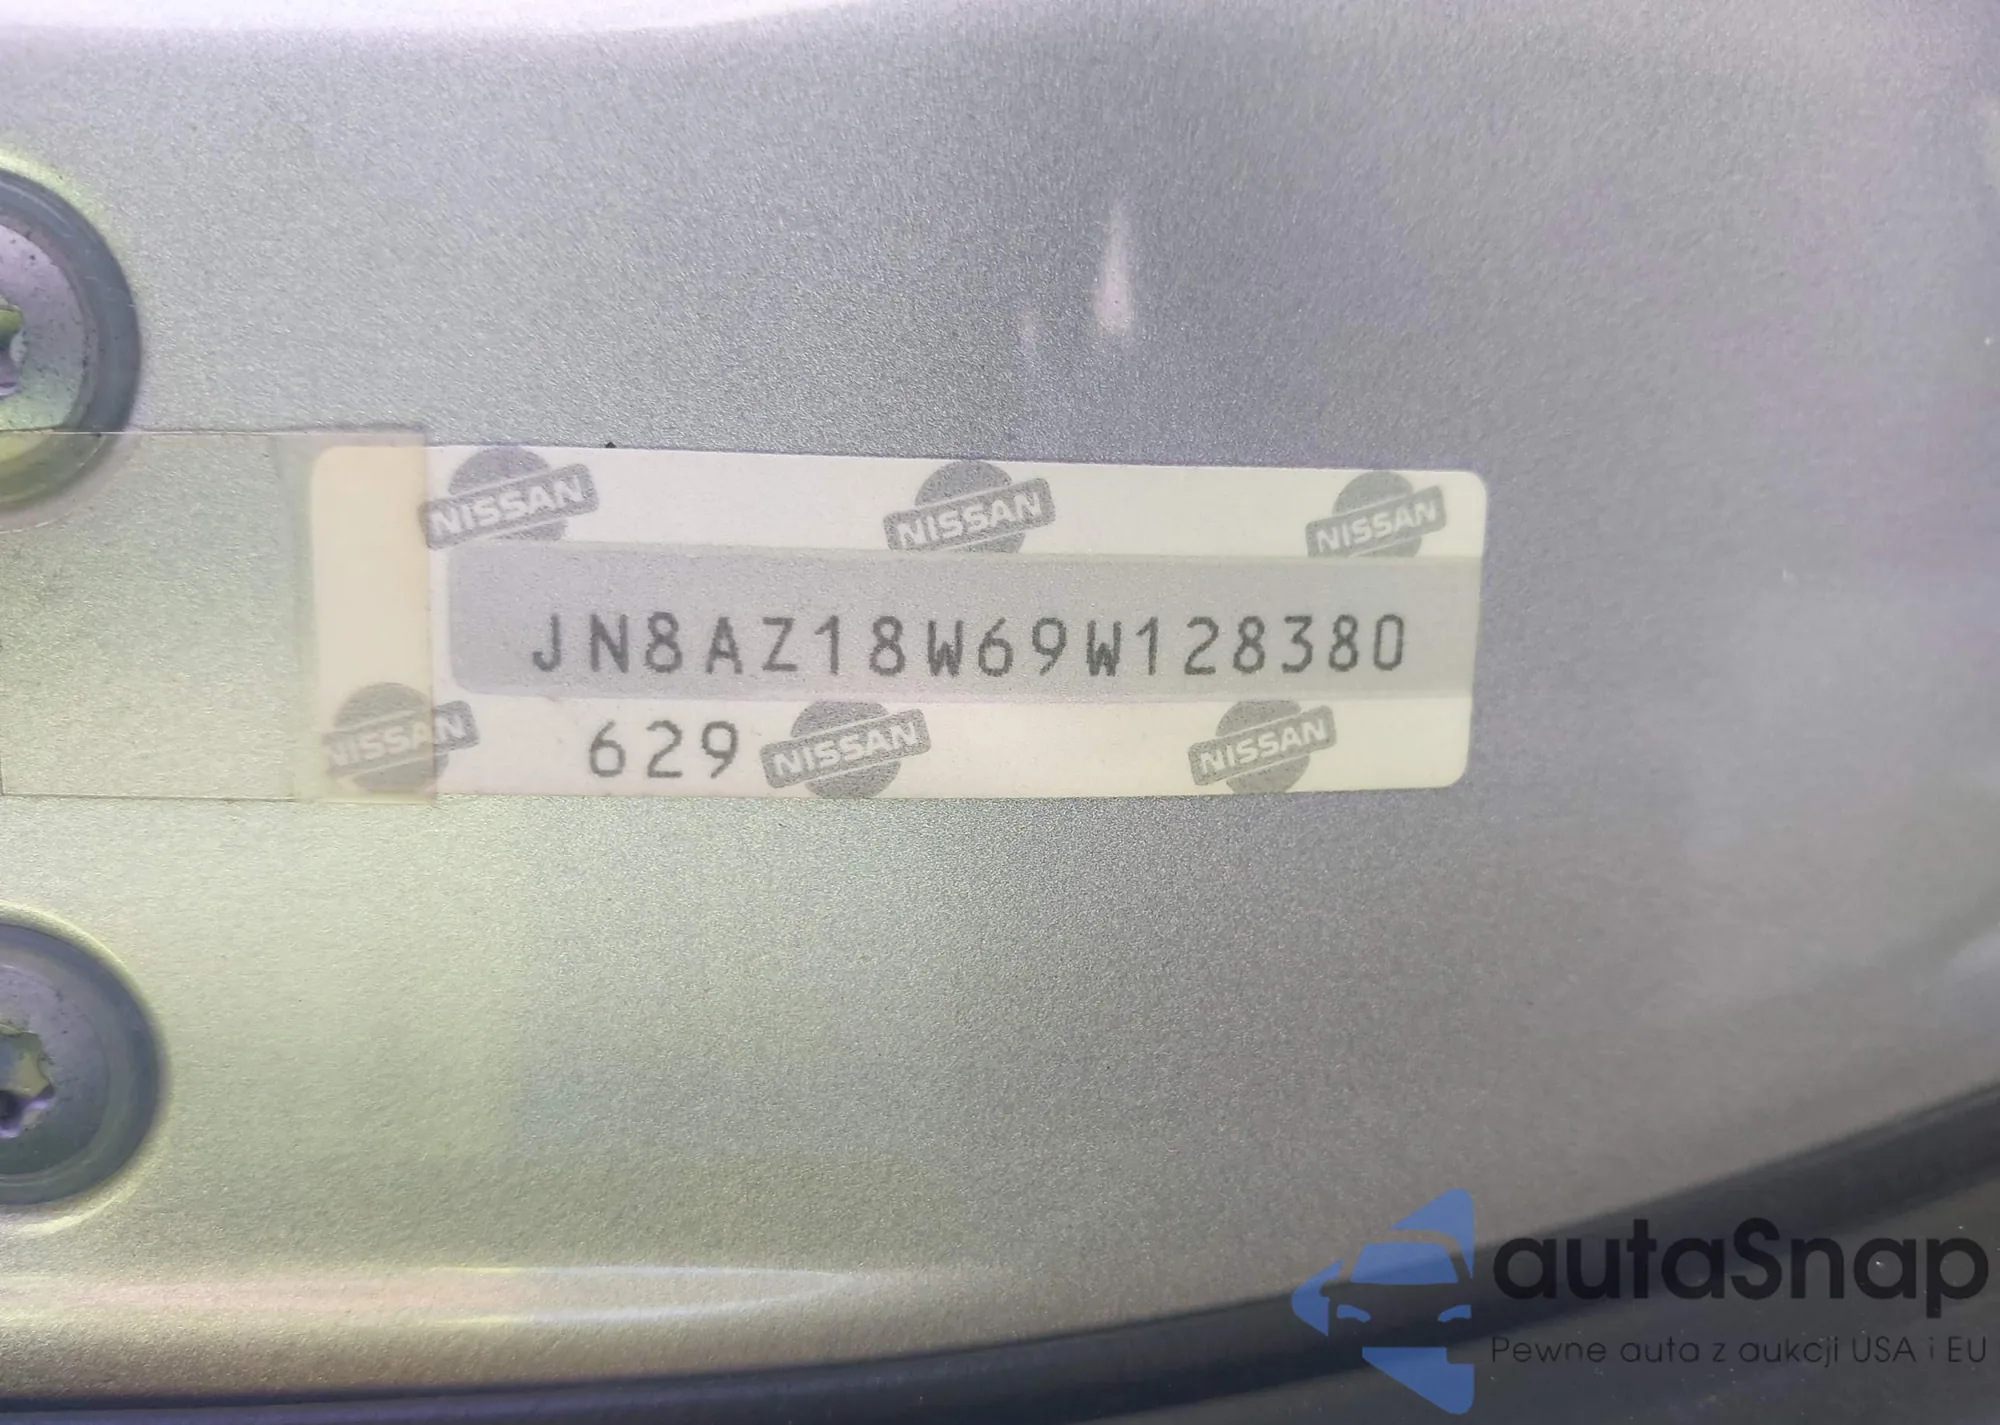 NISSAN NISSAN NISSAN
JN8AZ18W69W128380
NISSAN 629 NISSAN NISSAN
autaSnap
Pewne auta z aukcji USA i EU